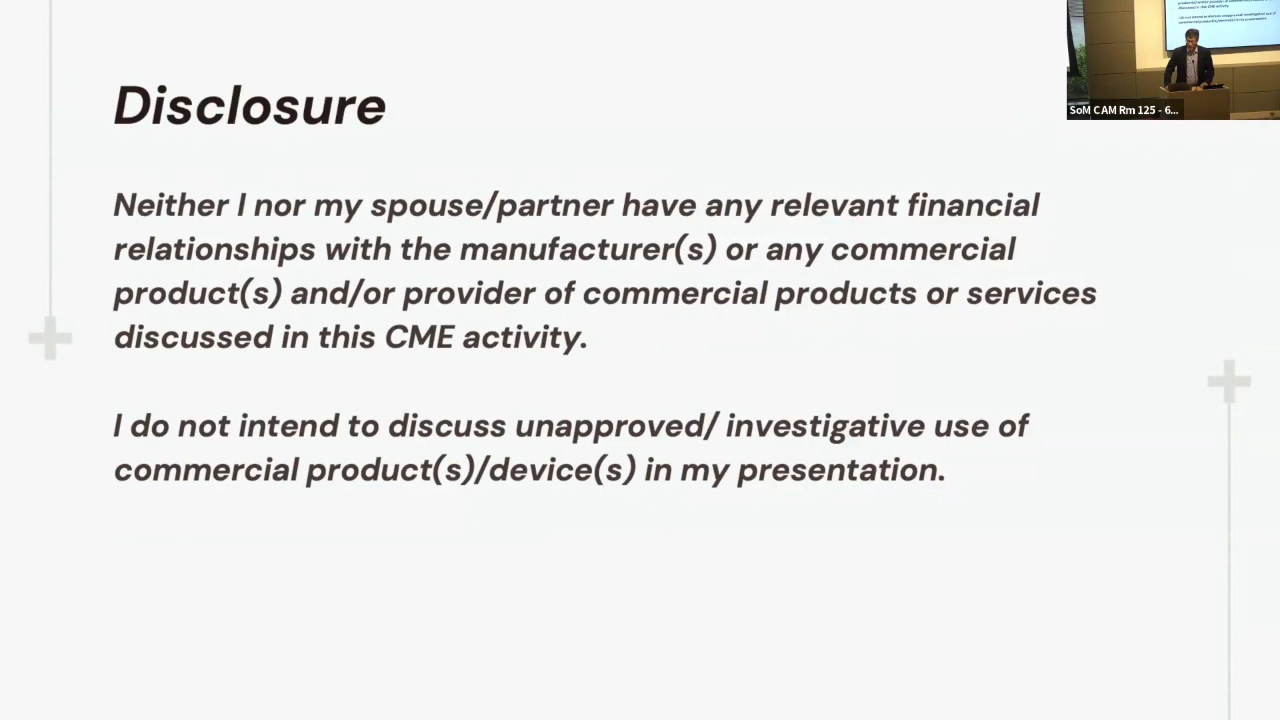 Disclosure
Neither I nor my spouse/partner have any relevant financial
relationships with the manufacturer(s) or any commercial
product(s) and/or provider of commercial products or services
discussed in this CME activity.
I do not intend to discuss unapproved/ investigative use of
commercial product(s)/device(s) in my presentation.
SoM CAM Rm 125 - 6...